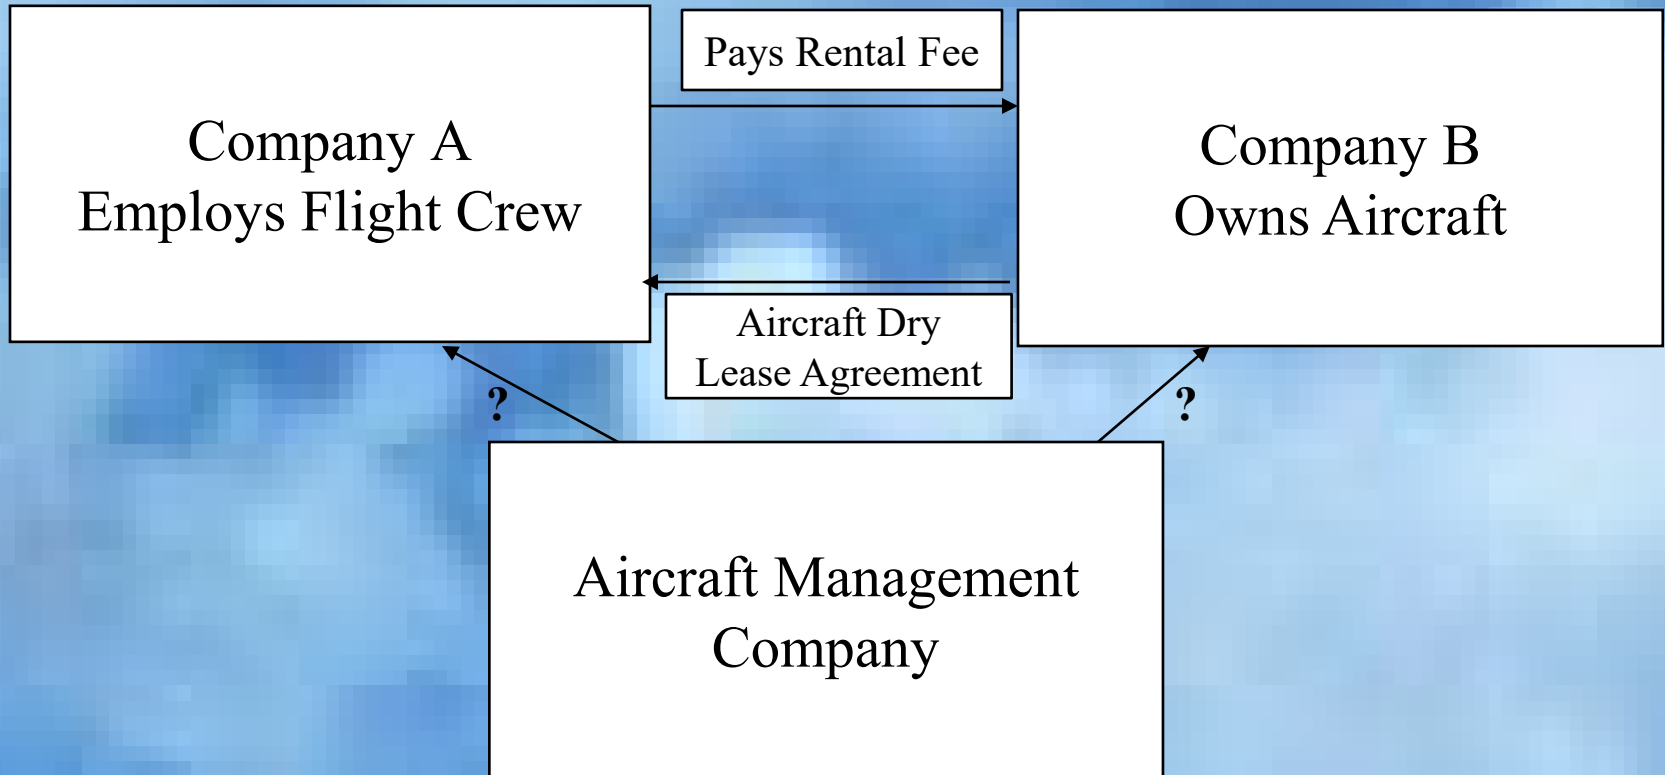 Pays Rental Fee
Company A
Employs Flight Crew
Company B
Owns Aircraft
Aircraft Dry
Lease Agreement
?
?
Aircraft Management
Company